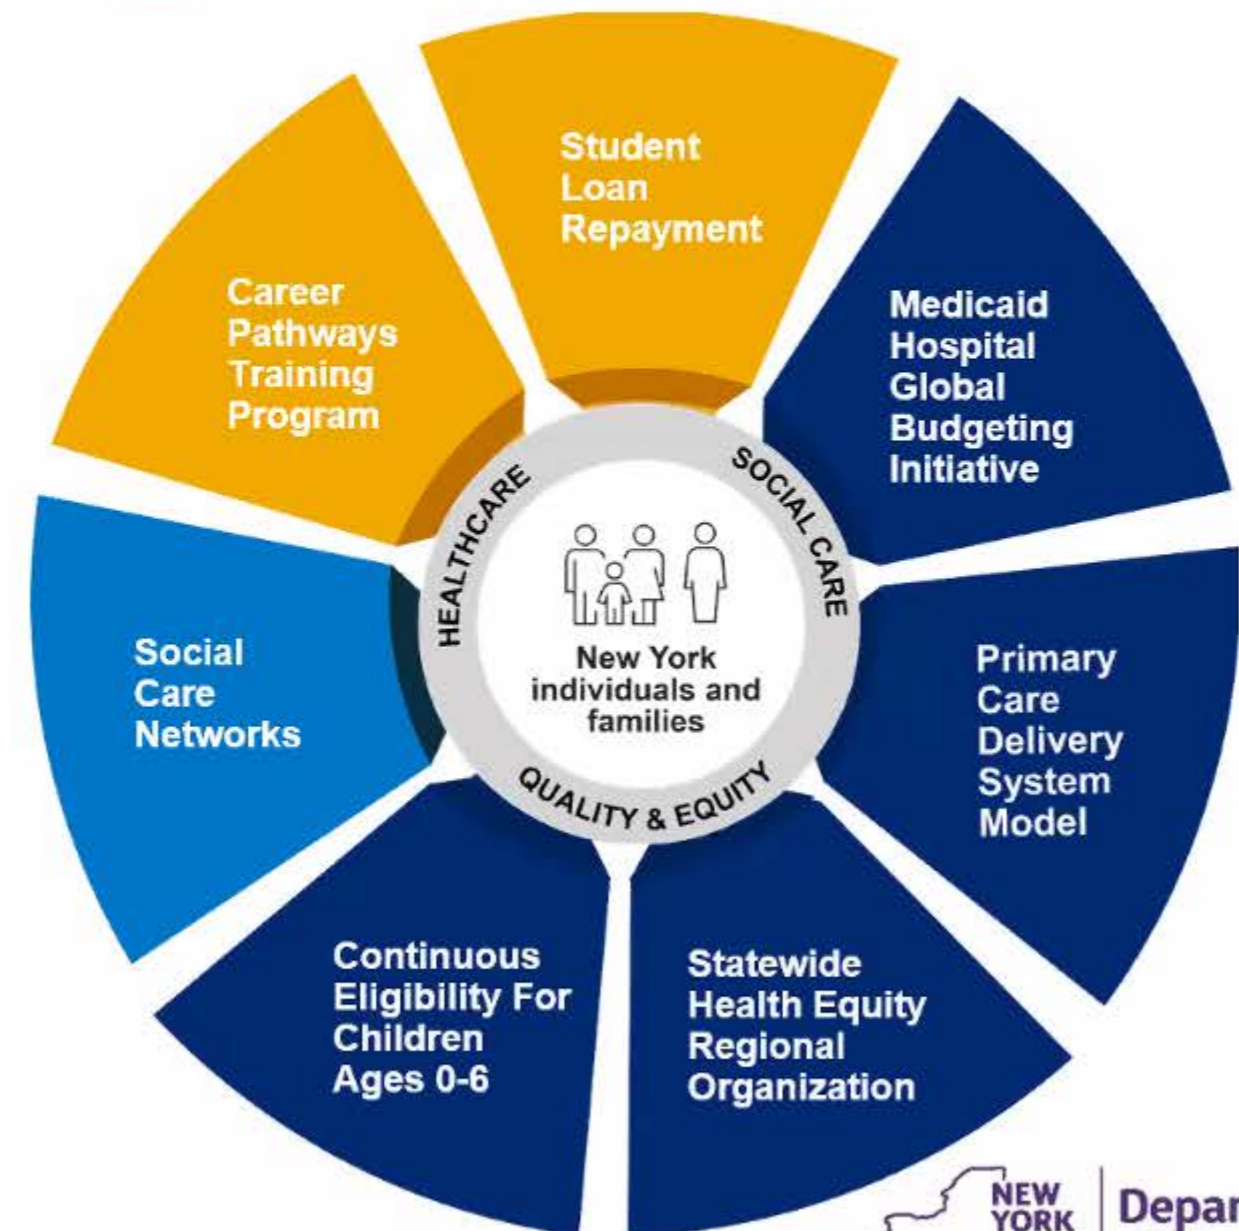 Student
Loan
Repayment
Career
Pathways
Training
Program
Medicaid
Hospital
Global
Budgeting
Initiative
HEALTHCARE
SOCIAL CARE
New York
individuals and
families
QUALITY & EQUITY
Social
Care
Networks
Primary
Care
Delivery
System
Model
Continuous
Eligibility For
Children
Ages 0-6
Statewide
Health Equity
Regional
Organization
NEW
YORK
Depar